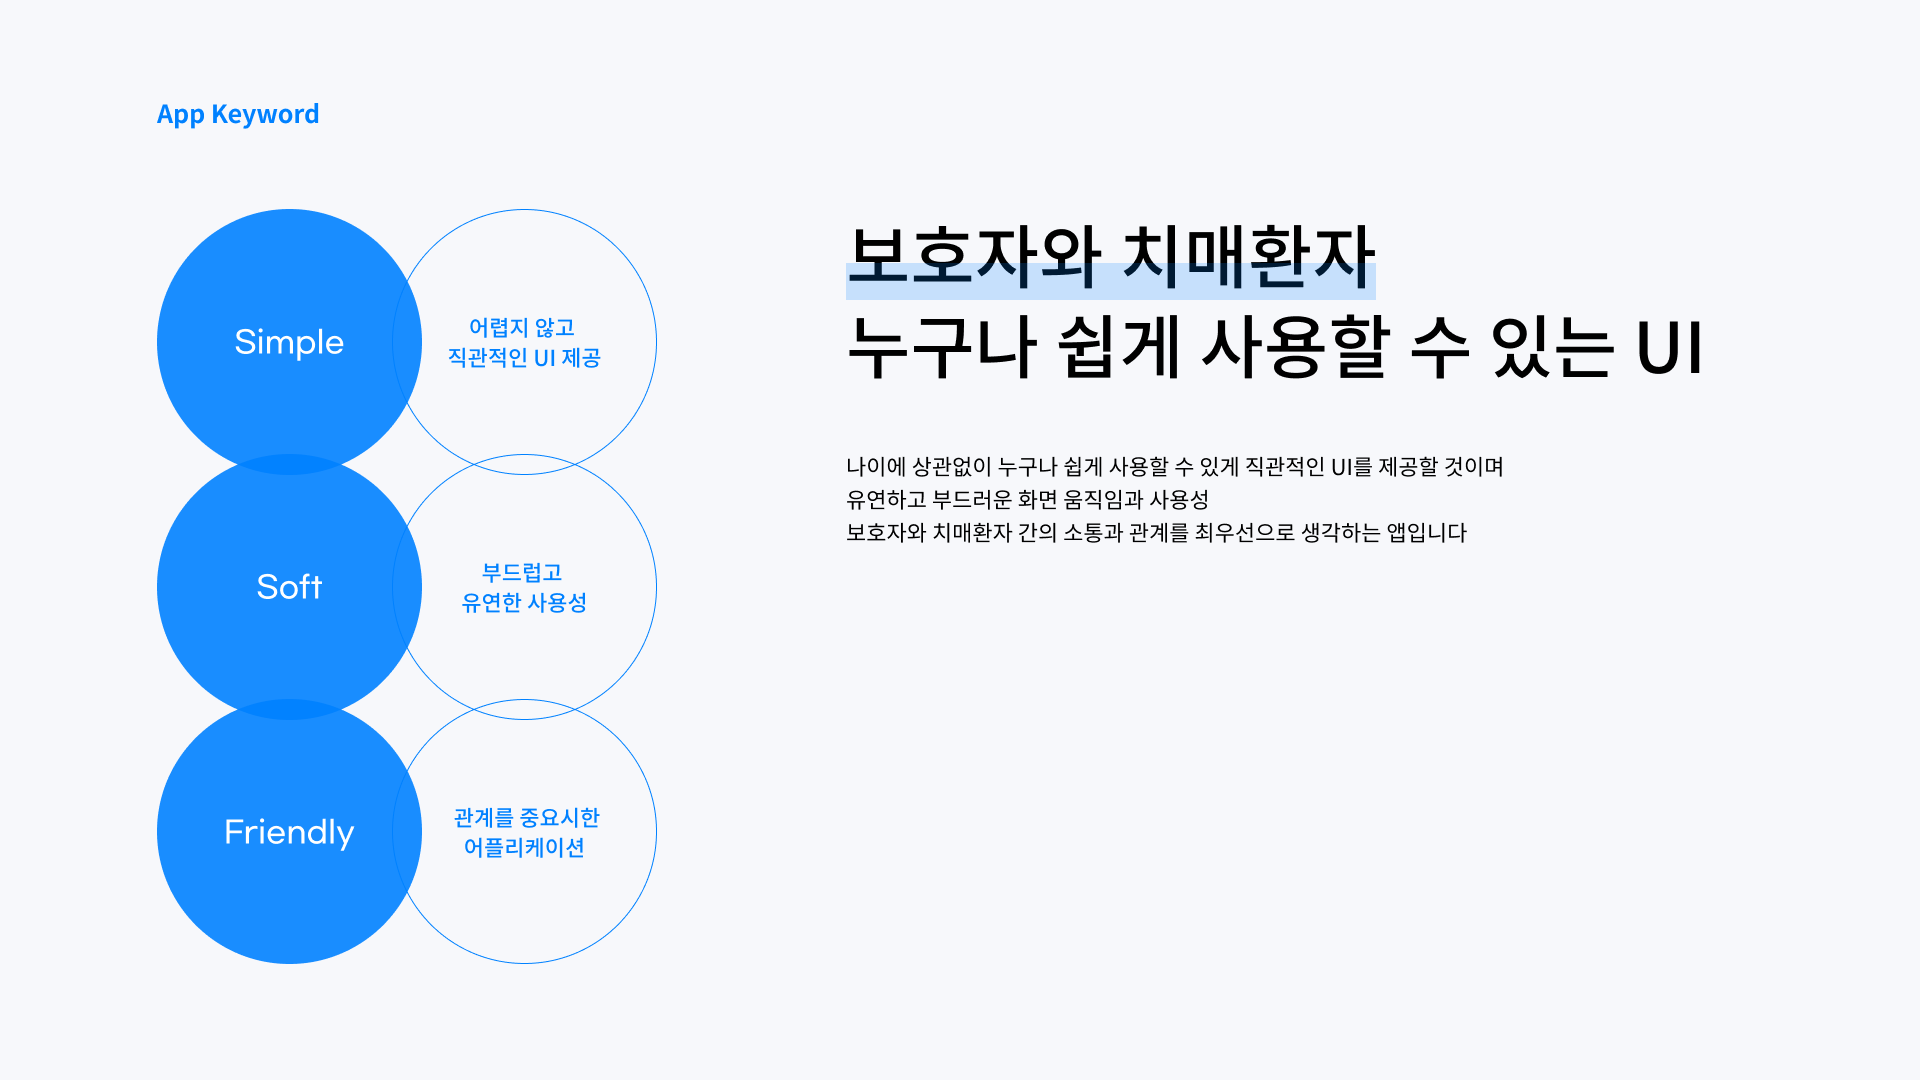 App Keyword
Simple
어렵지 않고
직관적인 UI 제공
Soft
부드럽고
유연한 사용성
Friendly
관계를 중요시한
어플리케이션
보호자와 치매환자
누구나 쉽게 사용할 수 있는 UI
나이에 상관없이 누구나 쉽게 사용할 수 있게 직관적인 UI를 제공할 것이며
유연하고 부드러운 화면 움직임과 사용성
보호자와 치매환자 간의 소통과 관계를 최우선으로 생각하는 앱입니다